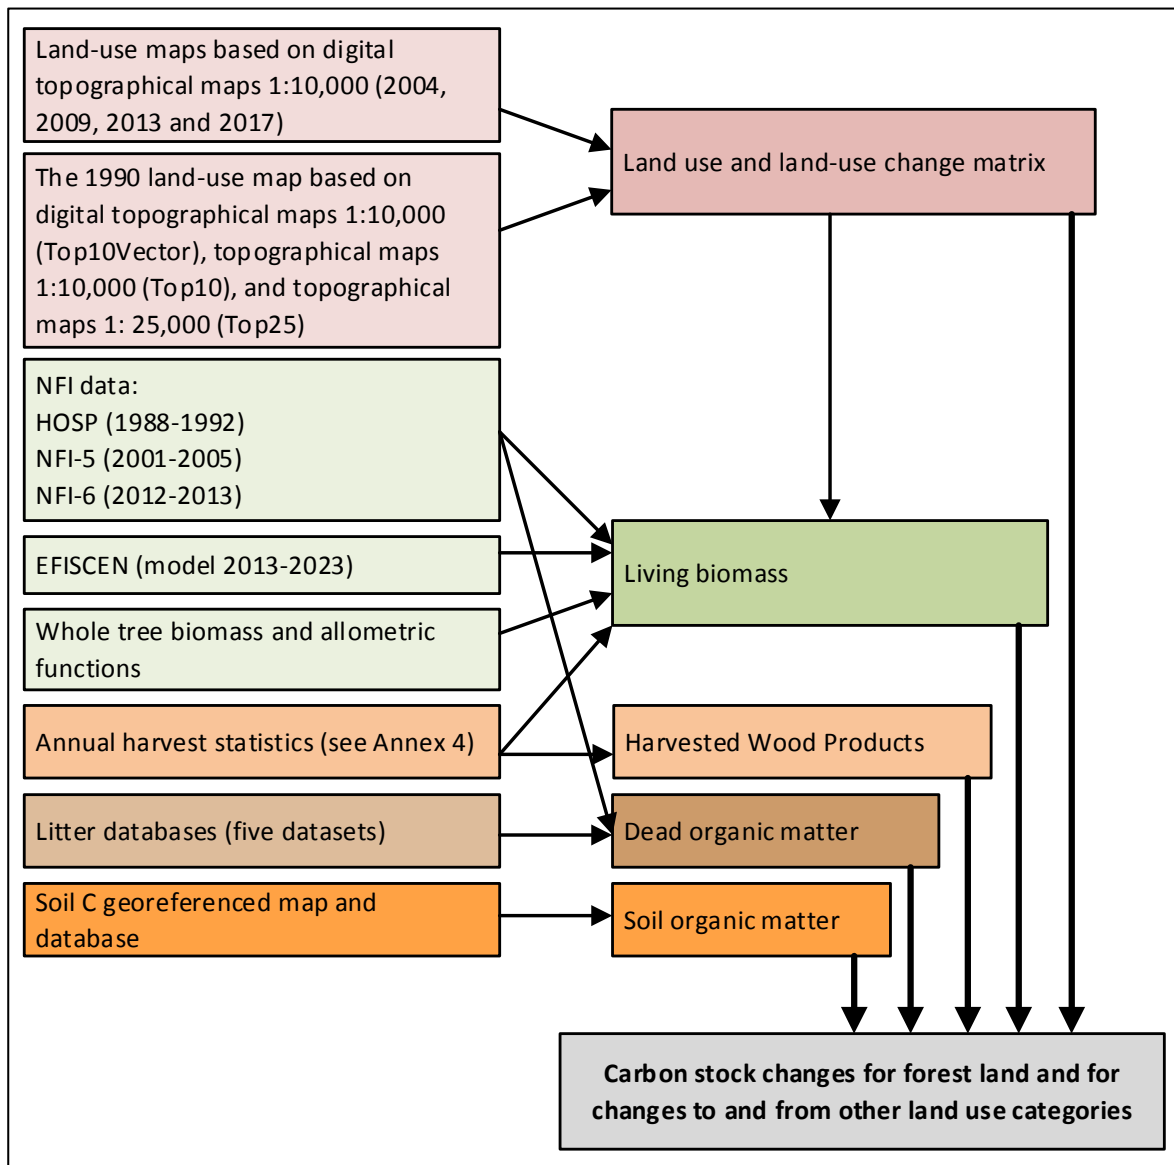 Land-use maps based on digital
topographical maps 1:10,000 (2004,
2009, 2013 and 2017)
Land use and land-use change matrix
The 1990 land-use map based on
digital topographical maps 1:10,000
(Top10Vector), topographical maps
1:10,000 (Top10), and topographical
maps 1: 25,000 (Top25)
NFI data:
HOSP (1988-1992)
NFI-5 (2001-2005)
NFI-6 (2012-2013)
EFISCEN (model 2013-2023)
Living biomass
Whole tree biomass and allometric
functions
Annual harvest statistics (see Annex 4)
Harvested Wood Products
Litter databases (five datasets)
Dead organic matter
Soil C georeferenced map and
database
Soil organic matter
Carbon stock changes for forest land and for
changes to and from other land use categories